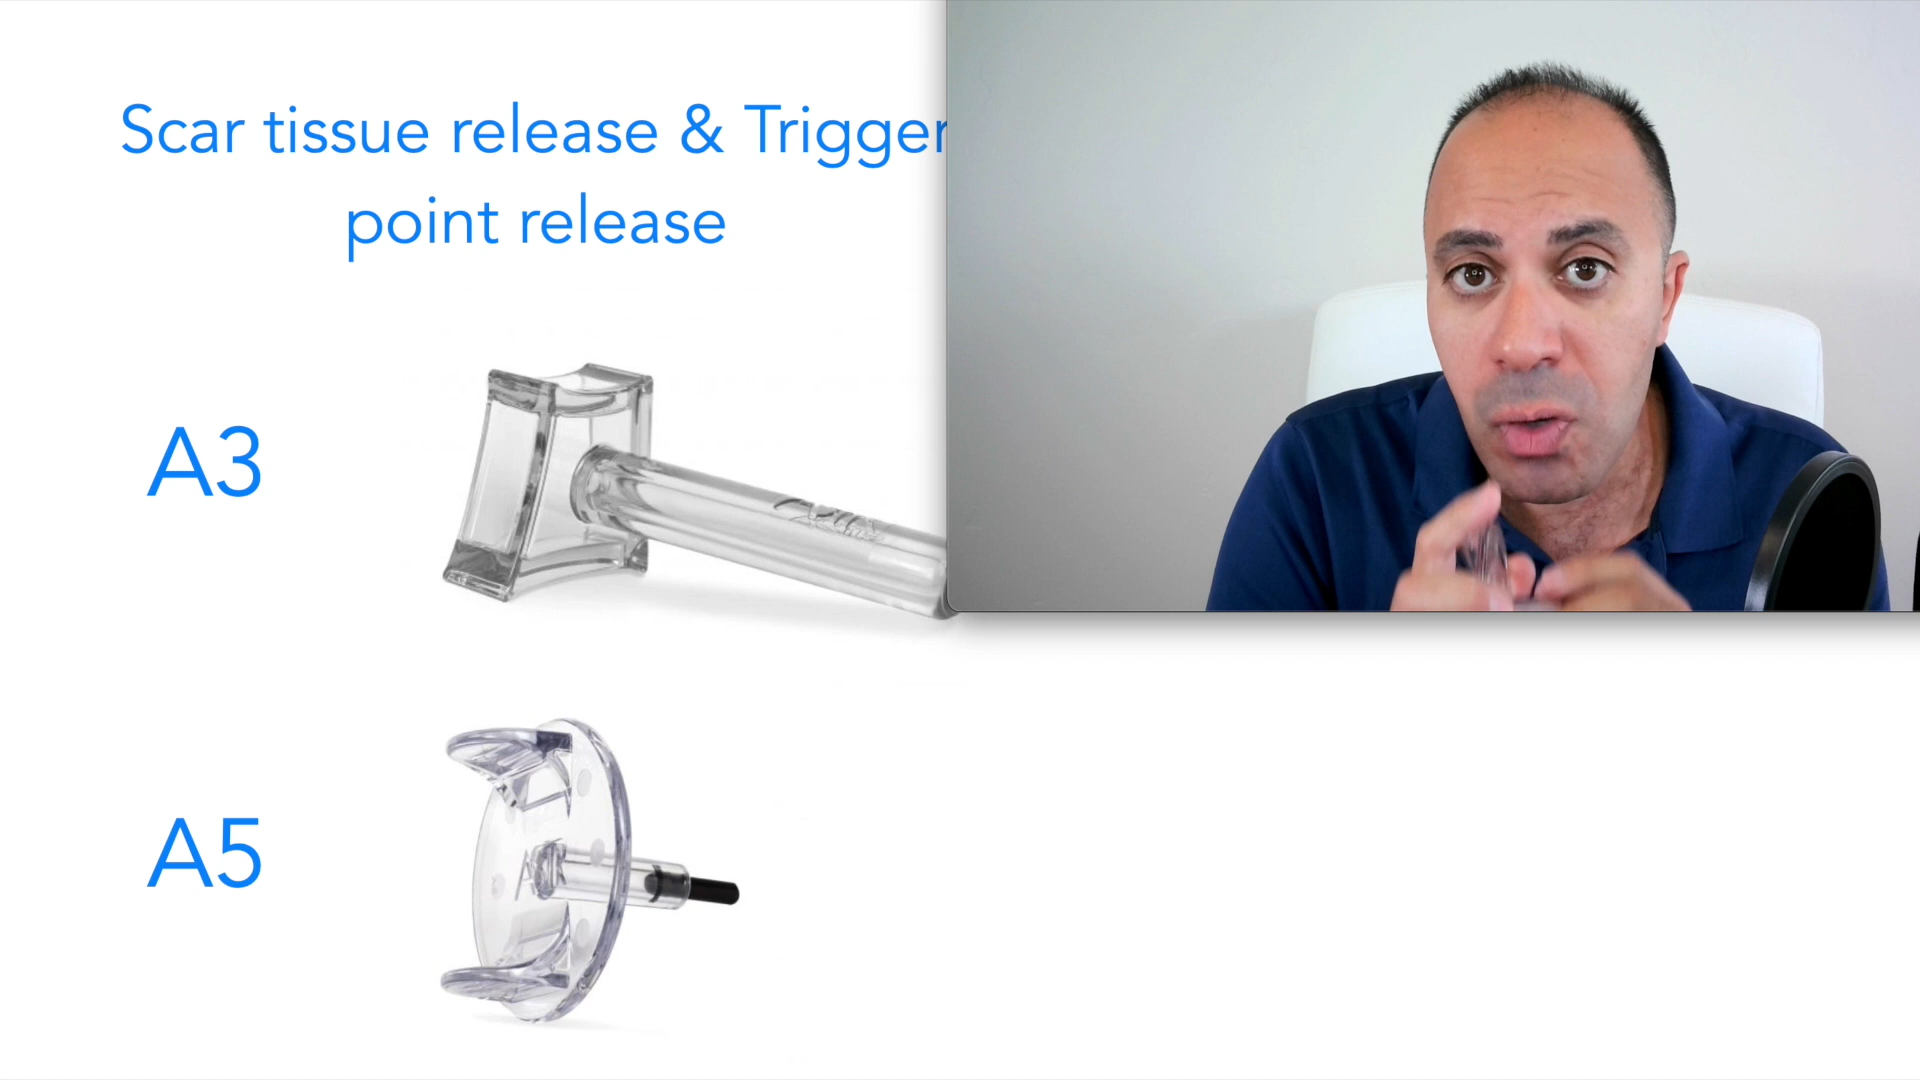 Scar tissue release & Trigger
point release
A3
A5